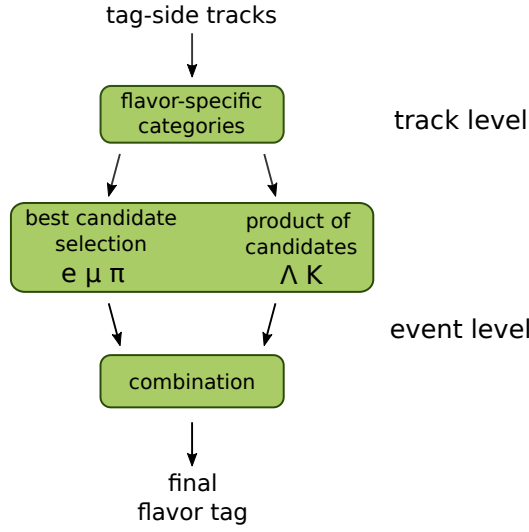 tag-side tracks
flavor-specific
categories
track level
best candidate
selection
e μ π
product of
candidates
Λ K
event level
combination
final
flavor tag